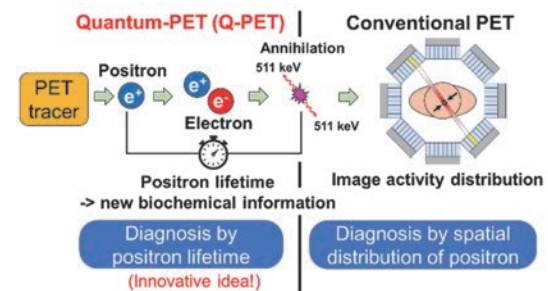 Quantum-PET (Q-PET)
Conventional PET
PET
tracer
Positron
e+
e+
e-
Electron
Annihilation
511 keV
511 keV
Positron lifetime
-> new biochemical information
Image activity distribution
Diagnosis by
positron lifetime
(Innovative idea!)
Diagnosis by spatial
distribution of positron